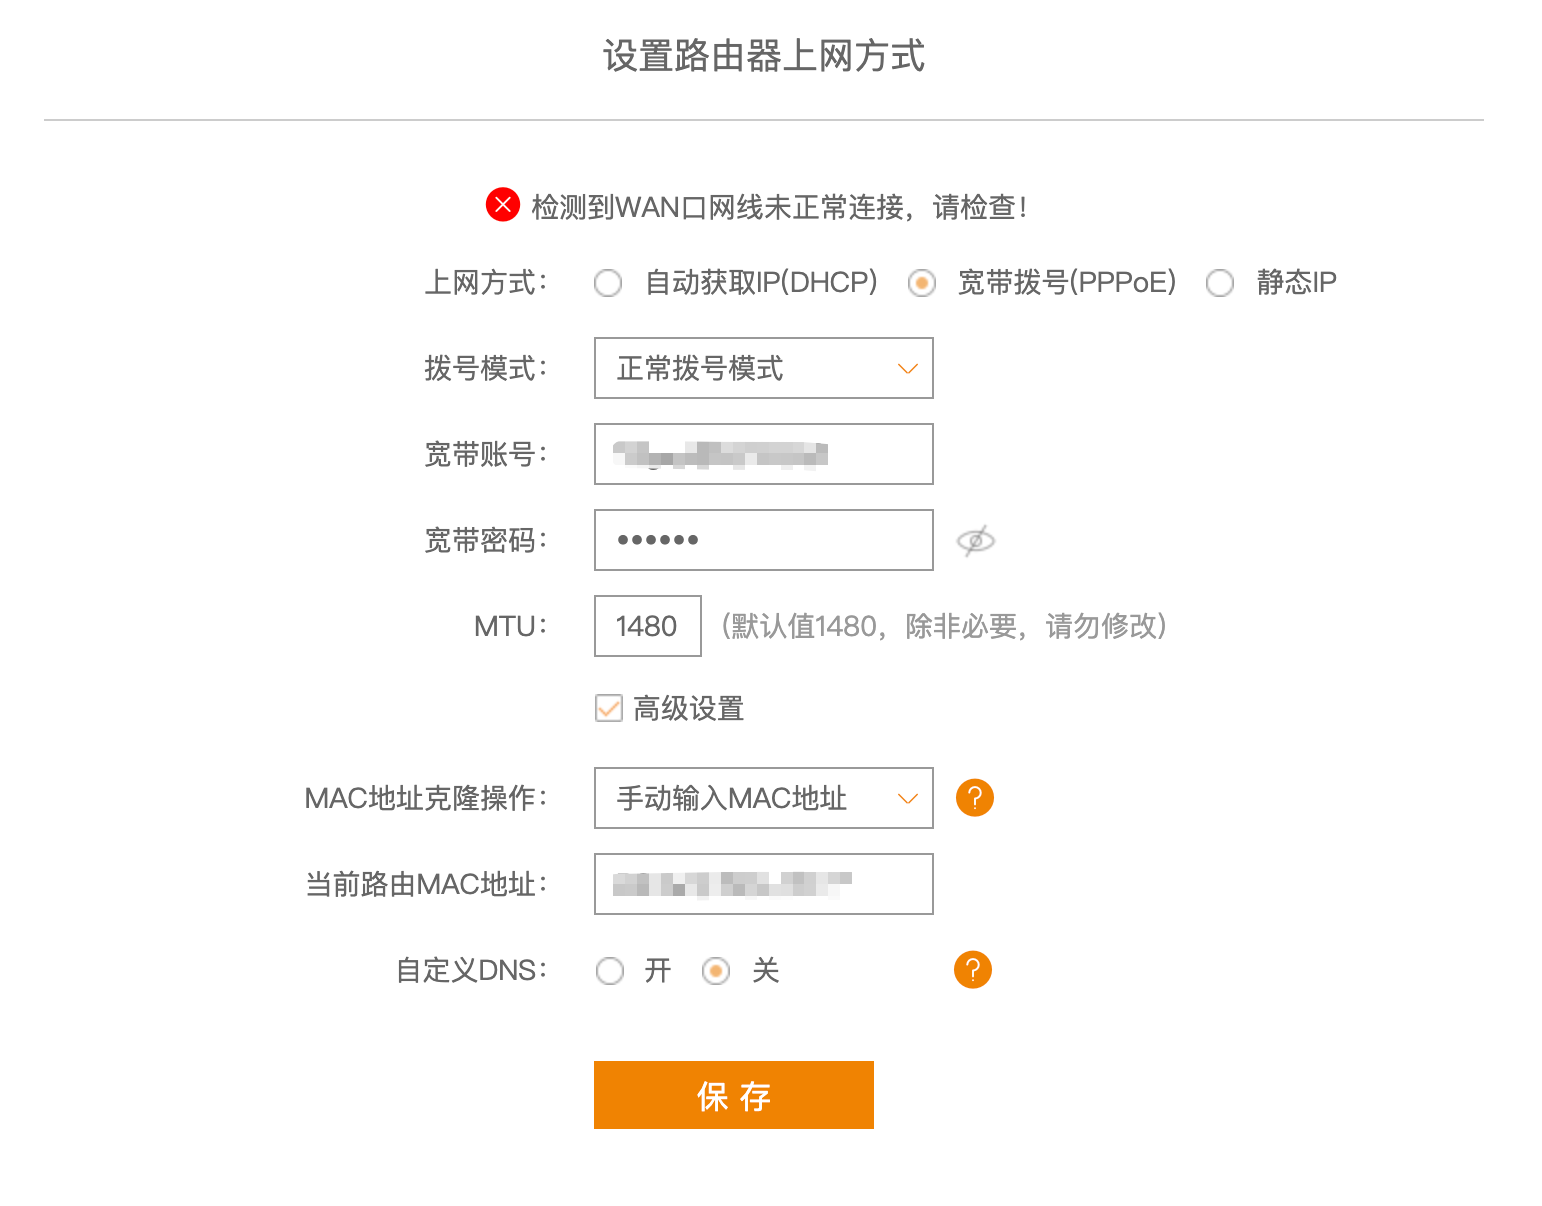 设置路由器上网方式
检测到WAN口网线未正常连接，请检查！
上网方式： 自动获取IP(DHCP) 宽带拨号(PPPoE) 静态IP
拨号模式： 正常拨号模式
宽带账号：
宽带密码： ••••••
MTU： 1480 (默认值1480，除非必要，请勿修改)
高级设置
MAC地址克隆操作： 手动输入MAC地址 ?
当前路由MAC地址：
自定义DNS： 开 关 ?
保 存